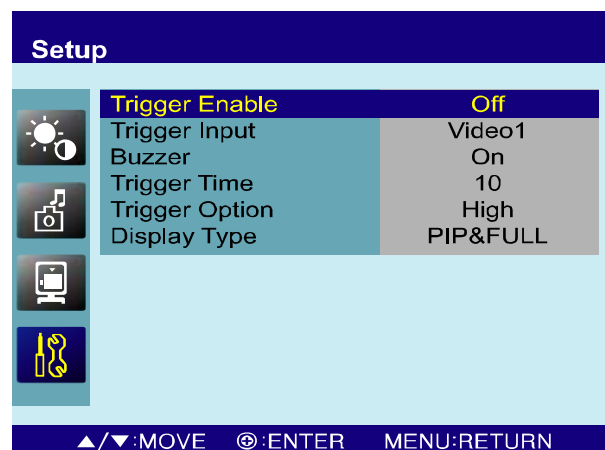 Setup
Trigger Enable Off
Trigger Input Video1
Buzzer On
Trigger Time 10
Trigger Option High
Display Type PIP&FULL
▲/▼:MOVE ⊕:ENTER MENU:RETURN